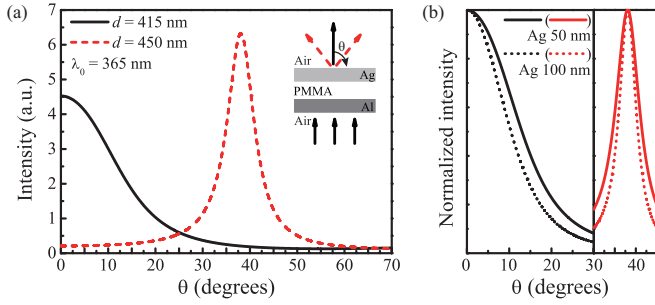 (a)
7
6
5
4
3
2
1
0
Intensity (a.u.)
d = 415 nm
d = 450 nm
λ0 = 365 nm
θ
Air
Ag
PMMA
Al
Air
0 10 20 30 40 50 60 70
θ (degrees)
(b)
Normalized intensity
Ag 50 nm
Ag 100 nm
( )
( )
0 10 20 30 40
θ (degrees)